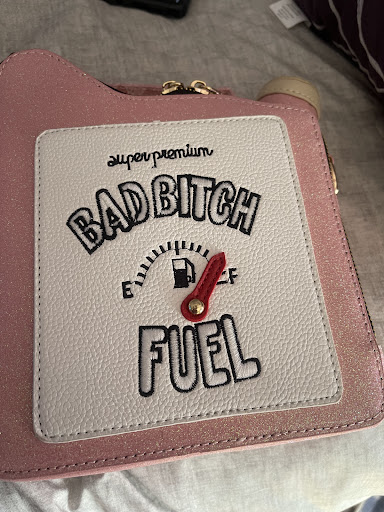 super premium
BAD BITCH
E F
FUEL